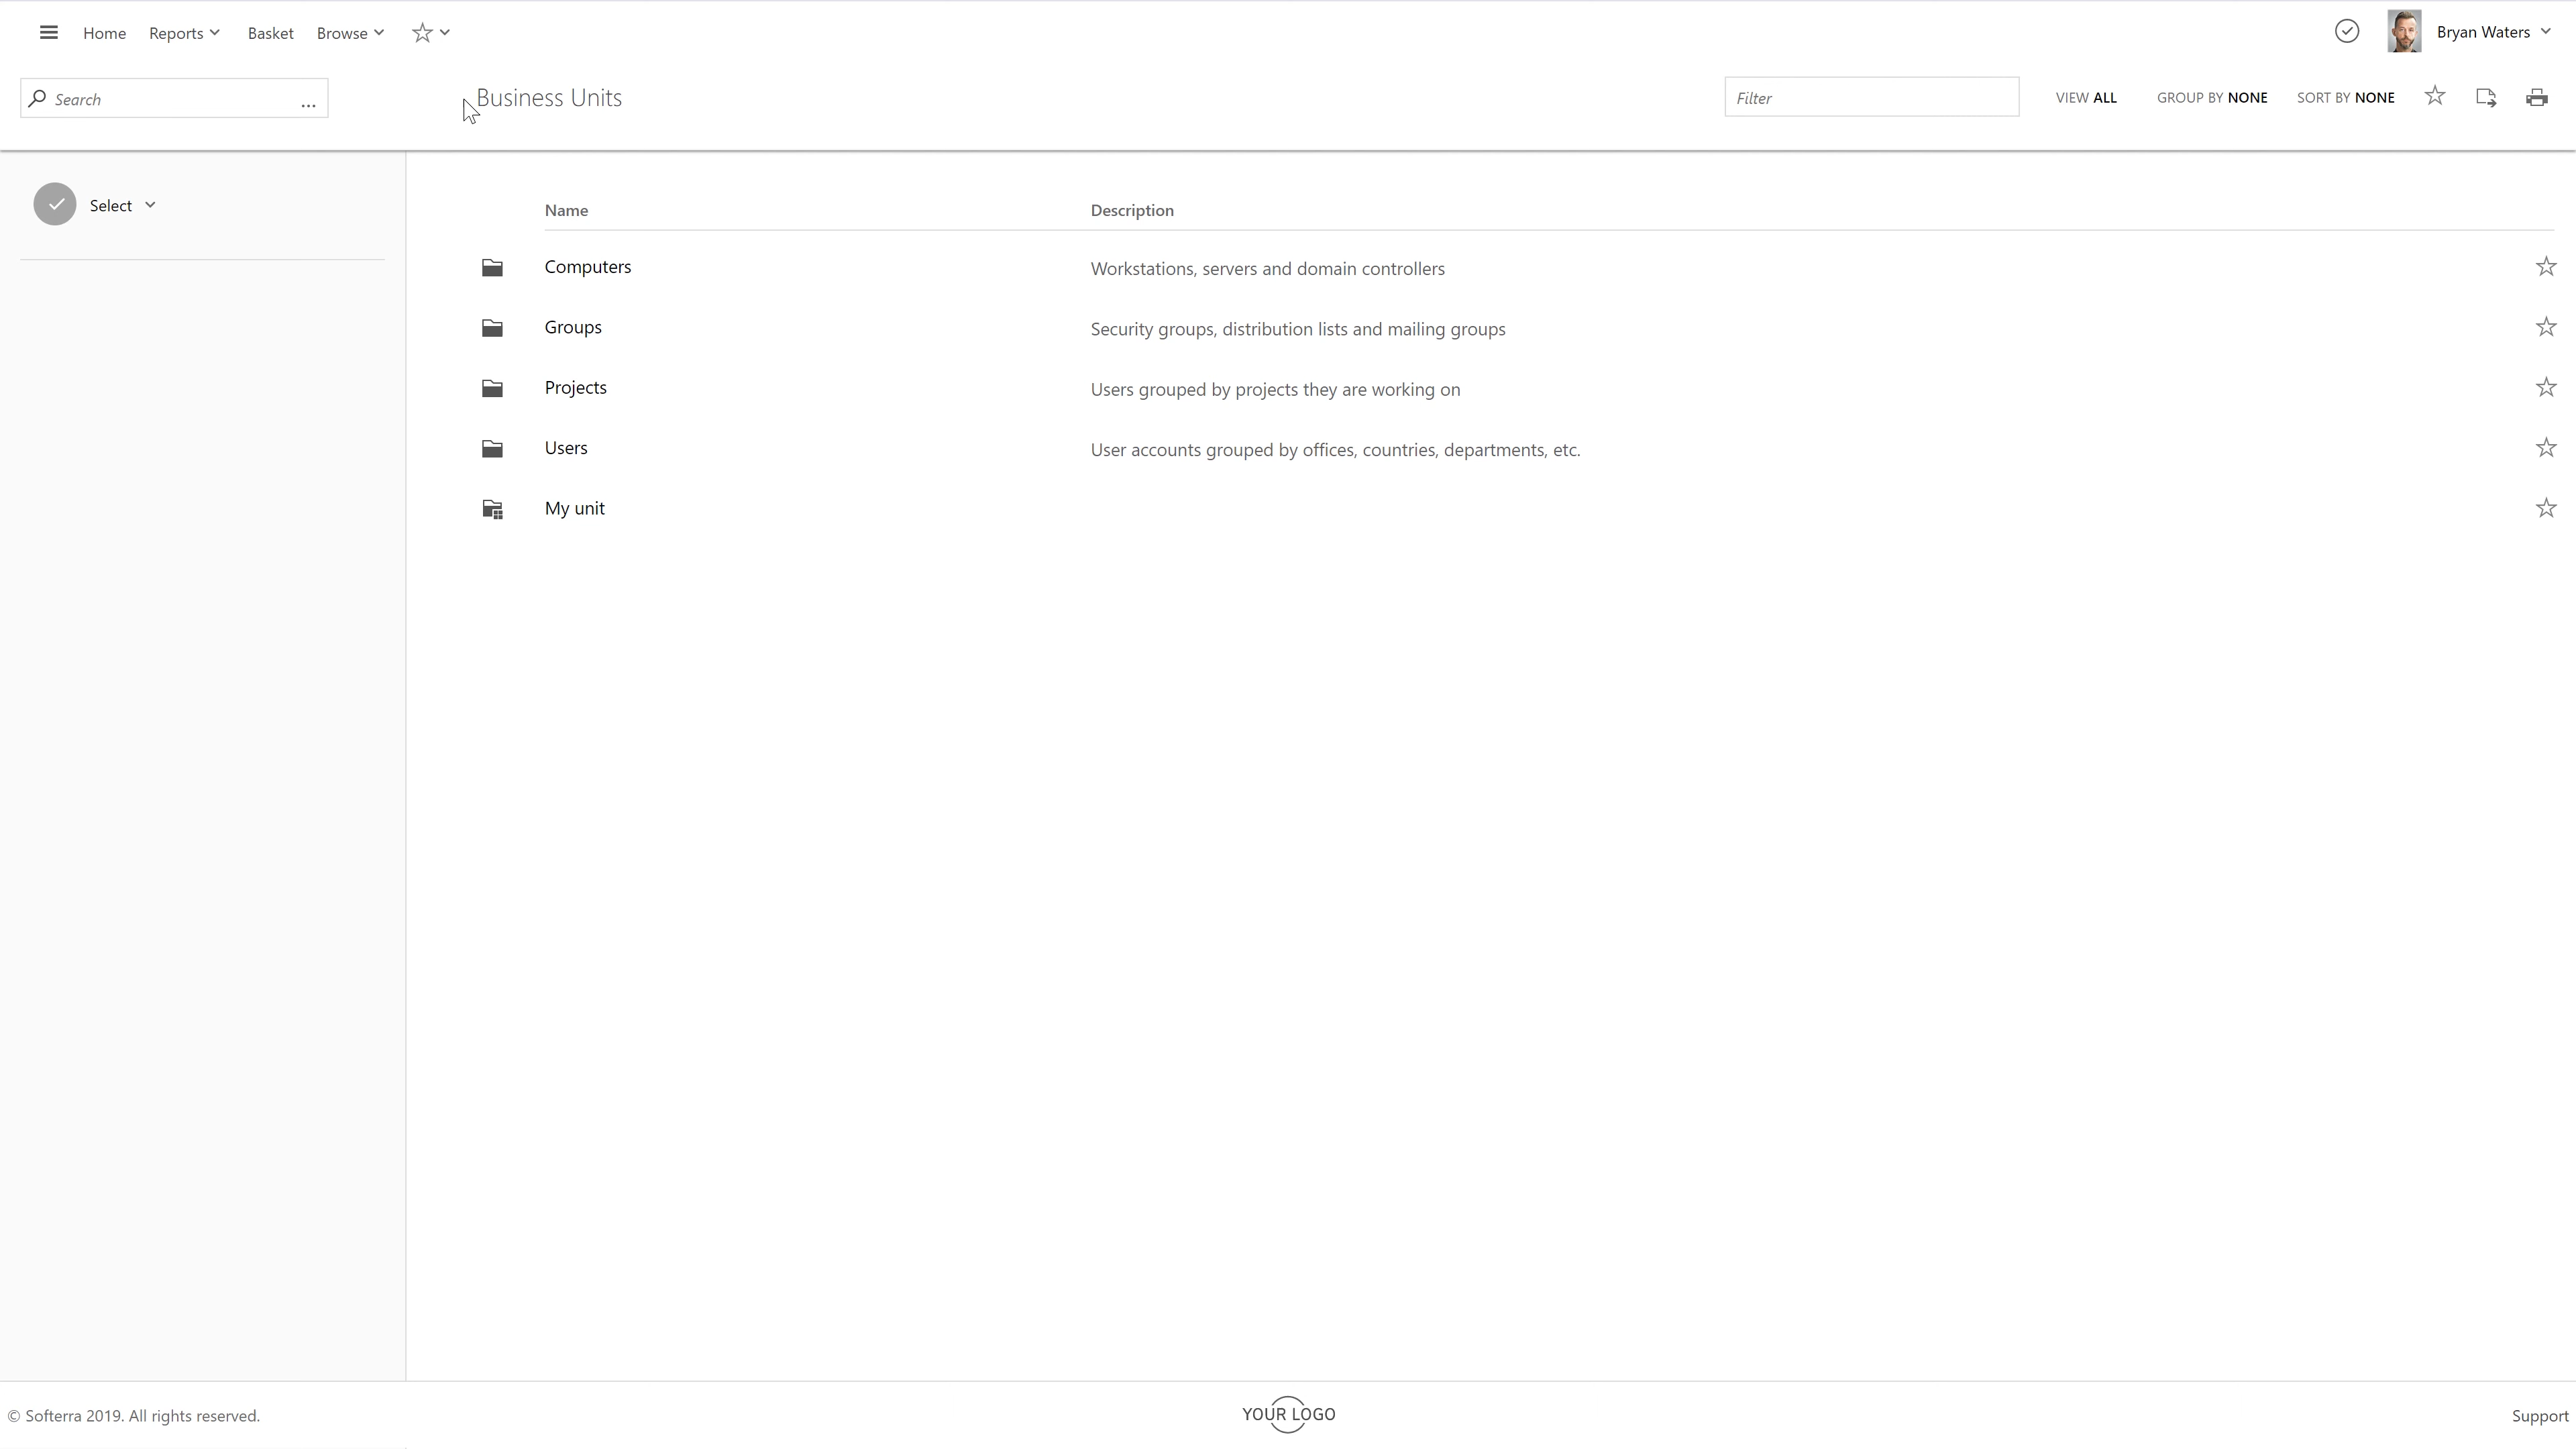 Home Reports Basket Browse Bryan Waters
Search ... Business Units Filter VIEW ALL GROUP BY NONE SORT BY NONE
Select
Name Description
Computers Workstations, servers and domain controllers
Groups Security groups, distribution lists and mailing groups
Projects Users grouped by projects they are working on
Users User accounts grouped by offices, countries, departments, etc.
My unit
© Softerra 2019. All rights reserved. YOUR LOGO Support